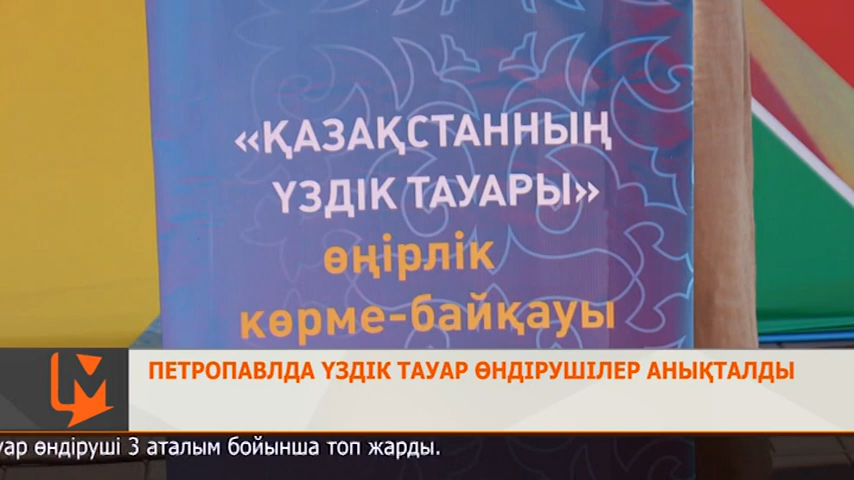 «ҚАЗАҚСТАННЫҢ
ҮЗДІК ТАУАРЫ»
өңірлік
көрме-байқауы
ПЕТРОПАВЛДА ҮЗДІК ТАУАР ӨНДІРУШІЛЕР АНЫҚТАЛДЫ
өндіруші 3 аталым бойынша топ жарды.